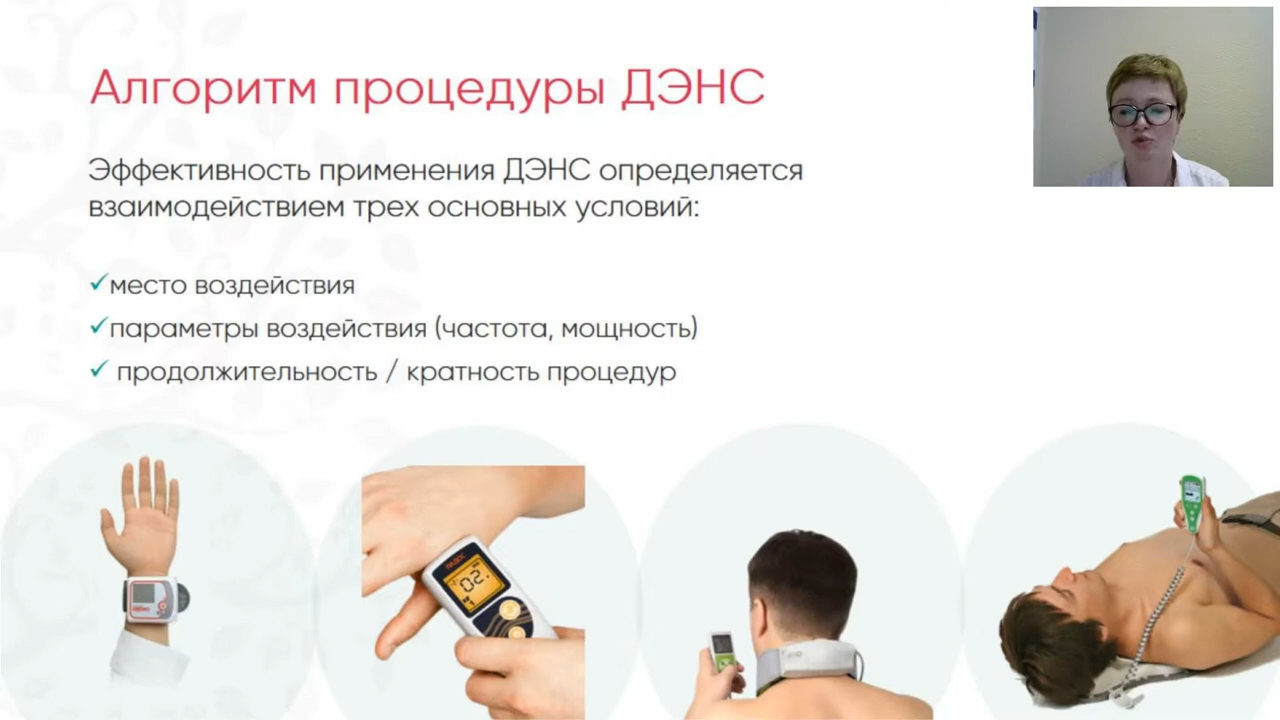 Алгоритм процедуры ДЭНС
Эффективность применения ДЭНС определяется
взаимодействием трех основных условий:
место воздействия
параметры воздействия (частота, мощность)
продолжительность / кратность процедур
02